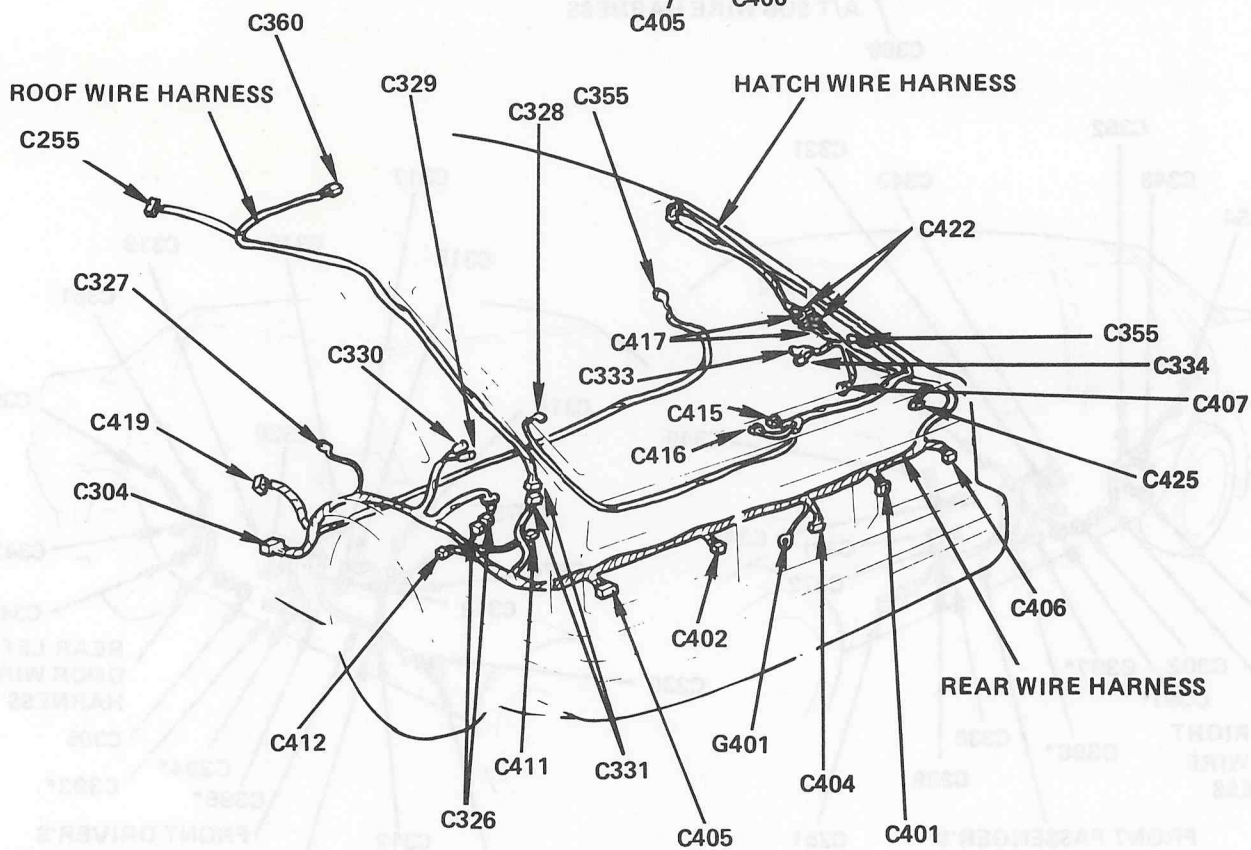 C405
C360
ROOF WIRE HARNESS
C329
C328
C355
HATCH WIRE HARNESS
C255
C422
C327
C330
C417
C355
C333
C334
C419
C415
C407
C416
C304
C425
C406
C402
REAR WIRE HARNESS
C412
C411
C331
G401
C404
C326
C405
C401